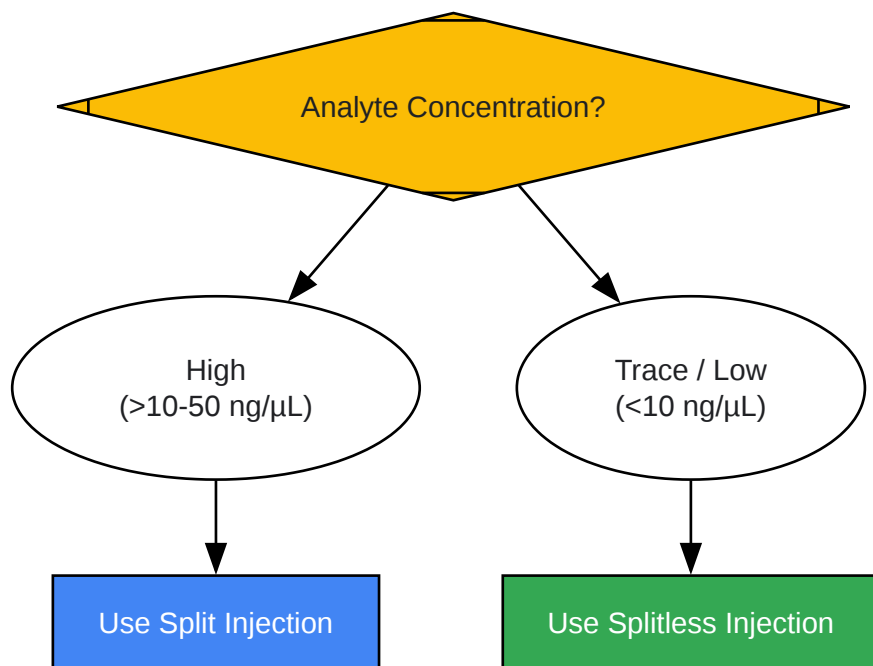 Analyte Concentration?
High
(>10-50 ng/µL)
Trace / Low
(<10 ng/µL)
Use Split Injection
Use Splitless Injection